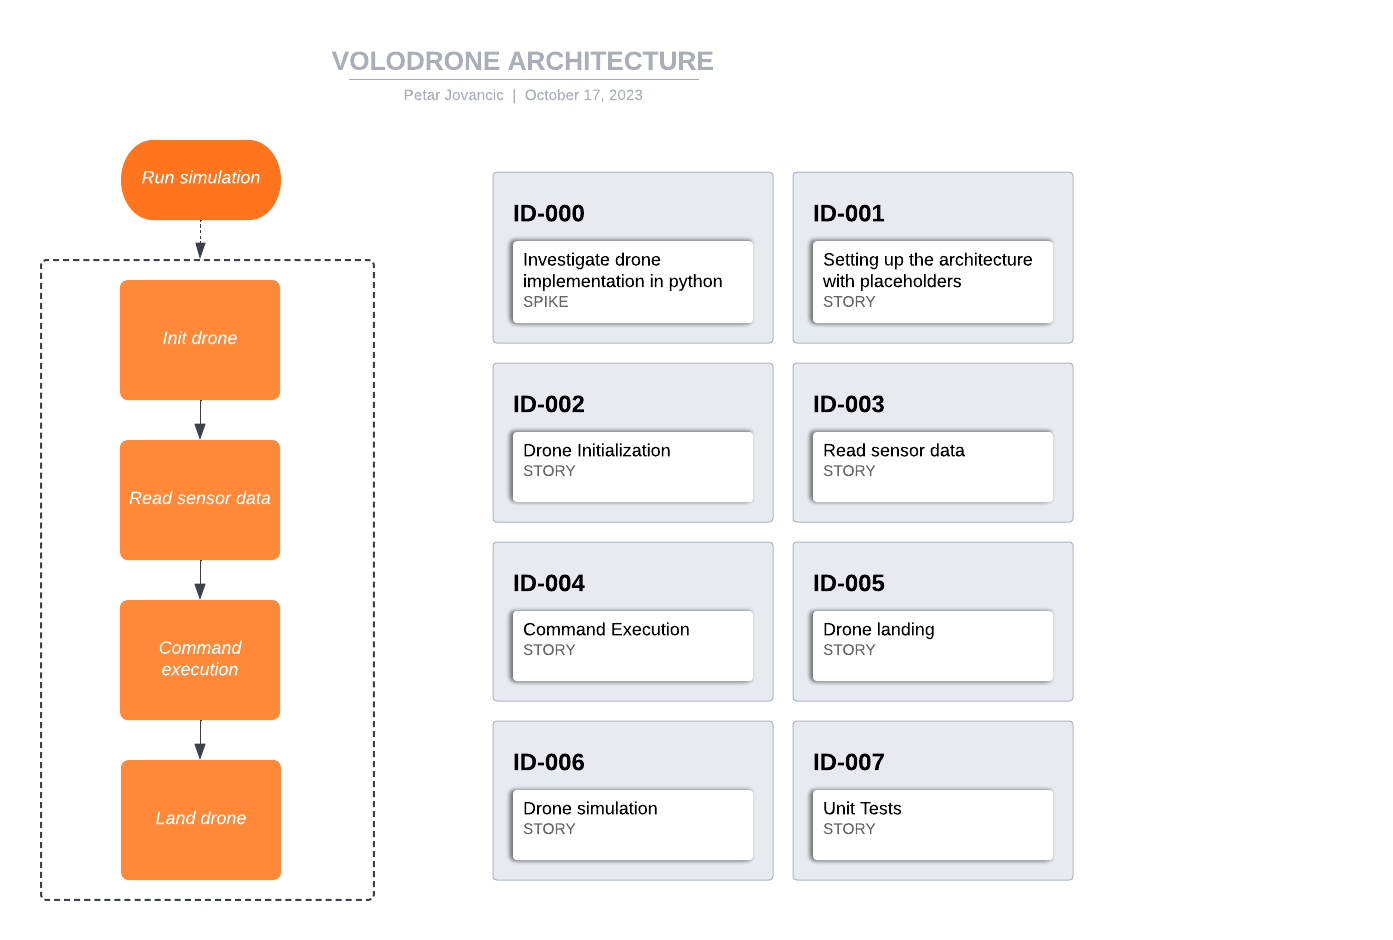 VOLODRONE ARCHITECTURE
Petar Jovancic | October 17, 2023
Run simulation
Init drone
Read sensor data
Command
execution
Land drone
ID-000
Investigate drone
implementation in python
SPIKE
ID-001
Setting up the architecture
with placeholders
STORY
ID-002
Drone Initialization
STORY
ID-003
Read sensor data
STORY
ID-004
Command Execution
STORY
ID-005
Drone landing
STORY
ID-006
Drone simulation
STORY
ID-007
Unit Tests
STORY